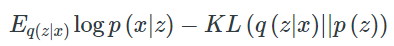 E_{q(z|x)} log p (x|z) − KL (q (z|x)||p (z))